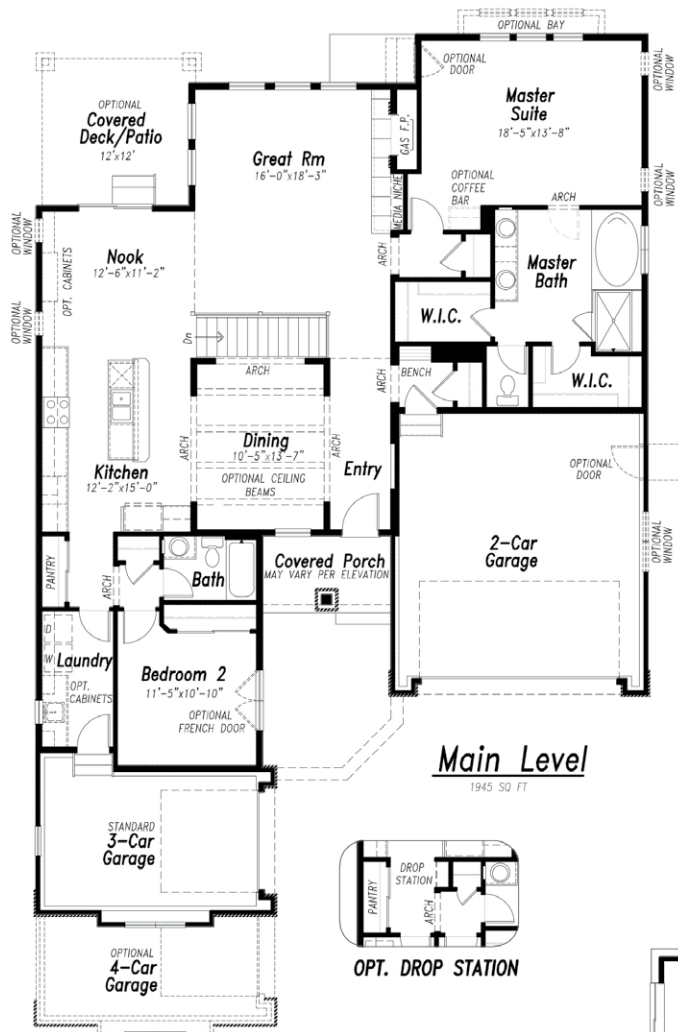 OPTIONAL BAY
OPTIONAL
DOOR
OPTIONAL
WINDOW
Master
Suite
18'-5"x13'-8"
OPTIONAL
Covered
Deck/Patio
12'x12'
GAS F.P.
Great Rm
16'-0"x18'-3"
MEDIA NICHE
OPTIONAL
COFFEE
BAR
ARCH
OPTIONAL
WINDOW
OPTIONAL
WINDOW
Nook
12'-6"x11'-2"
OPT. CABINETS
ARCH
Master
Bath
OPTIONAL
WINDOW
W.I.C.
Dn
ARCH
ARCH
BENCH
W.I.C.
ARCH
Dining
10'-5"x13'-7"
ARCH
OPTIONAL CEILING
BEAMS
Entry
OPTIONAL
DOOR
Kitchen
12'-2"x15'-0"
2-Car
Garage
OPTIONAL
WINDOW
PANTRY
ARCH
Bath
Covered Porch
MAY VARY PER ELEVATION
D
W
Laundry
OPT.
CABINETS
Bedroom 2
11'-5"x10'-10"
OPTIONAL
FRENCH DOOR
Main Level
1945 SQ FT
STANDARD
3-Car
Garage
PANTRY
DROP
STATION
ARCH
OPT. DROP STATION
OPTIONAL
4-Car
Garage